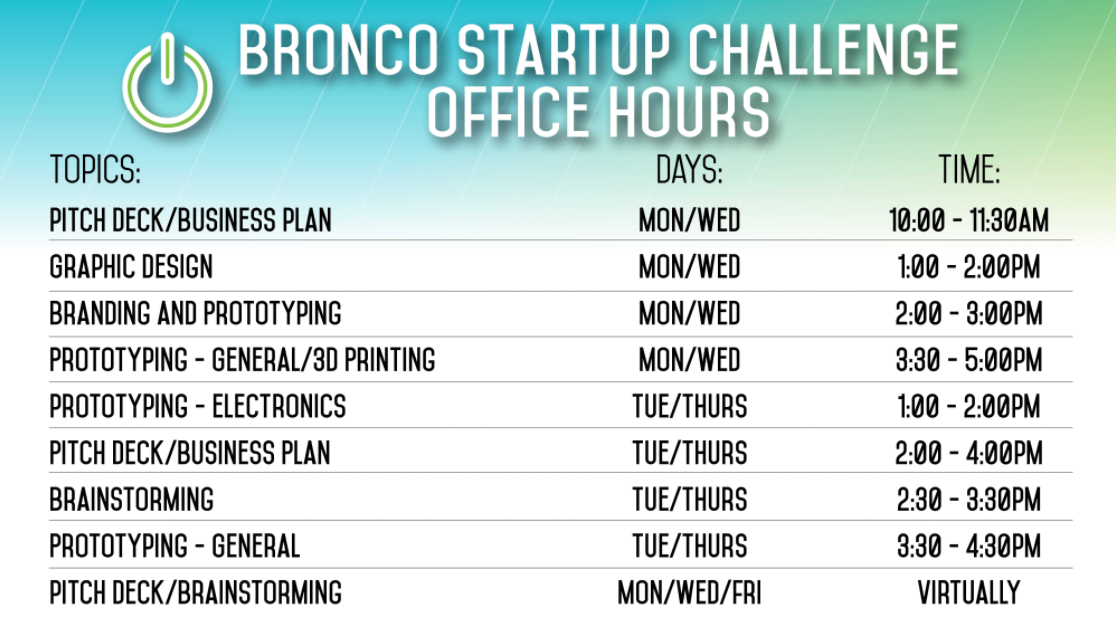 BRONCO STARTUP CHALLENGE
OFFICE HOURS
TOPICS: DAYS: TIME:
PITCH DECK/BUSINESS PLAN MON/WED 10:00 - 11:30AM
GRAPHIC DESIGN MON/WED 1:00 - 2:00PM
BRANDING AND PROTOTYPING MON/WED 2:00 - 3:00PM
PROTOTYPING - GENERAL/3D PRINTING MON/WED 3:30 - 5:00PM
PROTOTYPING - ELECTRONICS TUE/THURS 1:00 - 2:00PM
PITCH DECK/BUSINESS PLAN TUE/THURS 2:00 - 4:00PM
BRAINSTORMING TUE/THURS 2:30 - 3:30PM
PROTOTYPING - GENERAL TUE/THURS 3:30 - 4:30PM
PITCH DECK/BRAINSTORMING MON/WED/FRI VIRTUALLY